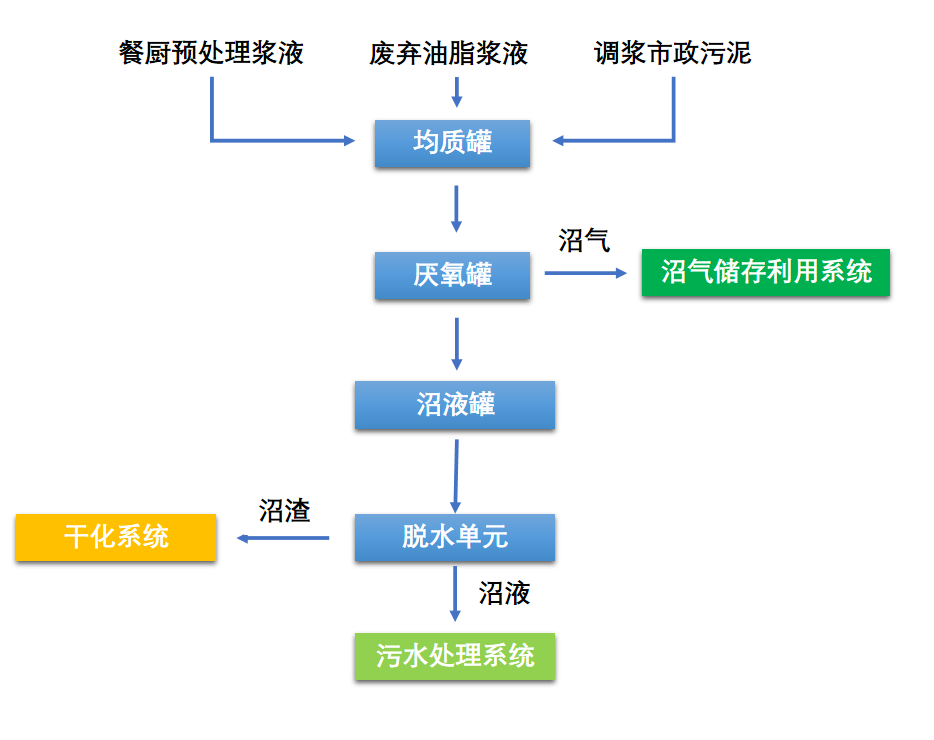 餐厨预处理浆液
废弃油脂浆液
调浆市政污泥
均质罐
沼气
厌氧罐
沼气储存利用系统
沼液罐
沼渣
干化系统
脱水单元
沼液
污水处理系统